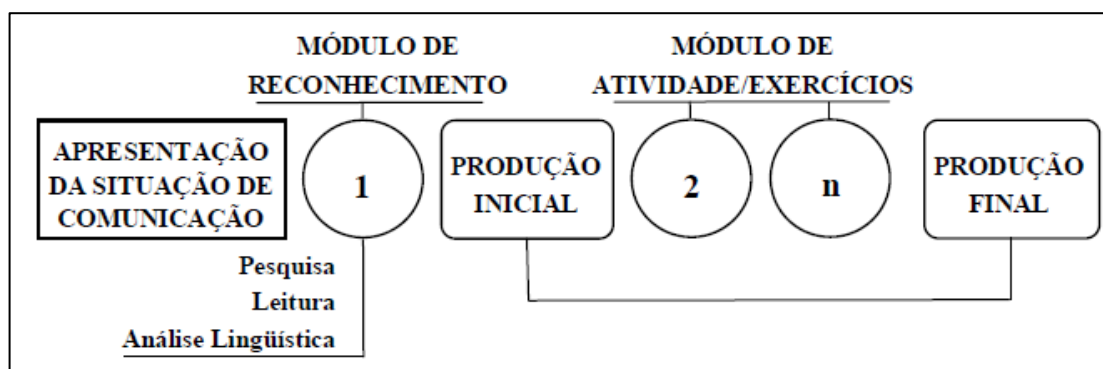 MÓDULO DE
RECONHECIMENTO
MÓDULO DE
ATIVIDADE/EXERCÍCIOS
APRESENTAÇÃO
DA SITUAÇÃO DE
COMUNICAÇÃO
1
PRODUÇÃO
INICIAL
2
n
PRODUÇÃO
FINAL
Pesquisa
Leitura
Análise Lingüística